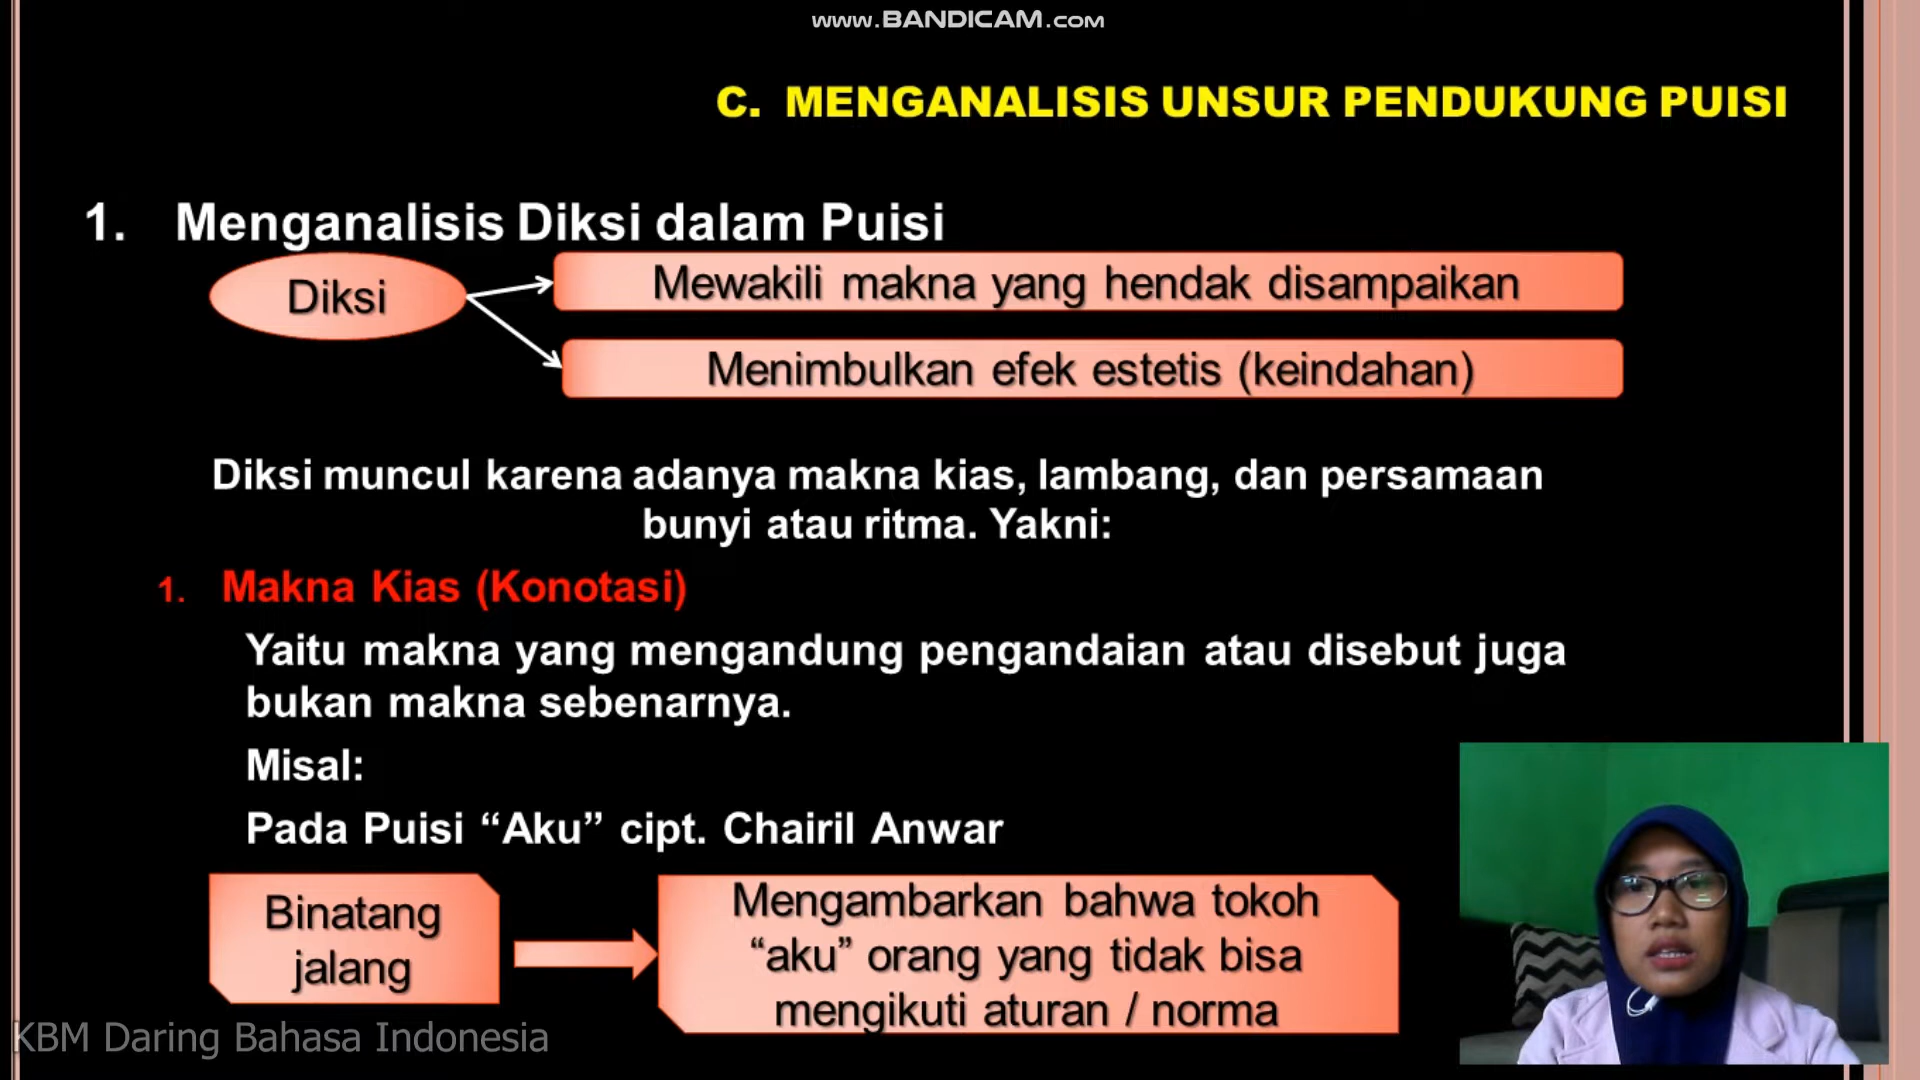 www.BANDICAM.com
C. MENGANALISIS UNSUR PENDUKUNG PUISI
1. Menganalisis Diksi dalam Puisi
Diksi
Mewakili makna yang hendak disampaikan
Menimbulkan efek estetis (keindahan)
Diksi muncul karena adanya makna kias, lambang, dan persamaan
bunyi atau ritma. Yakni:
1. Makna Kias (Konotasi)
Yaitu makna yang mengandung pengandaian atau disebut juga
bukan makna sebenarnya.
Misal:
Pada Puisi “Aku” cipt. Chairil Anwar
Binatang
jalang
Mengambarkan bahwa tokoh
“aku” orang yang tidak bisa
mengikuti aturan / norma
KBM Daring Bahasa Indonesia